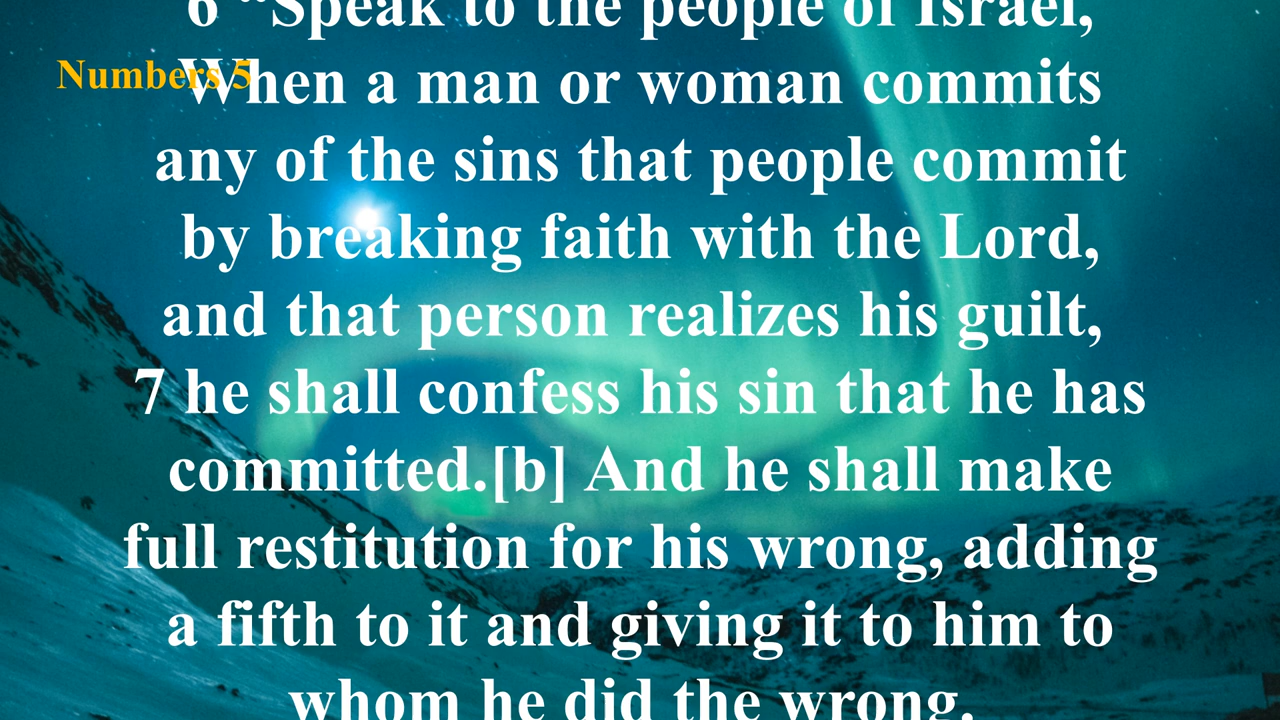 6 “Speak to the people of Israel,
Numbers 5
When a man or woman commits
any of the sins that people commit
by breaking faith with the Lord,
and that person realizes his guilt,
7 he shall confess his sin that he has
committed.[b] And he shall make
full restitution for his wrong, adding
a fifth to it and giving it to him to
whom he did the wrong.